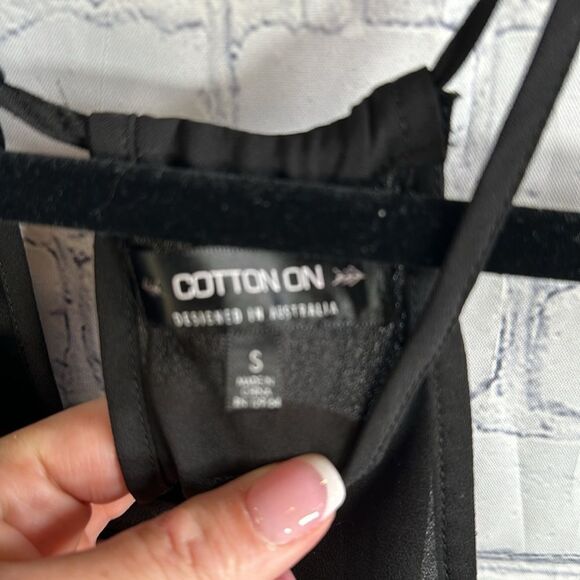 COTTON ON
DESIGNED IN AUSTRALIA
S
MADE IN
CHINA